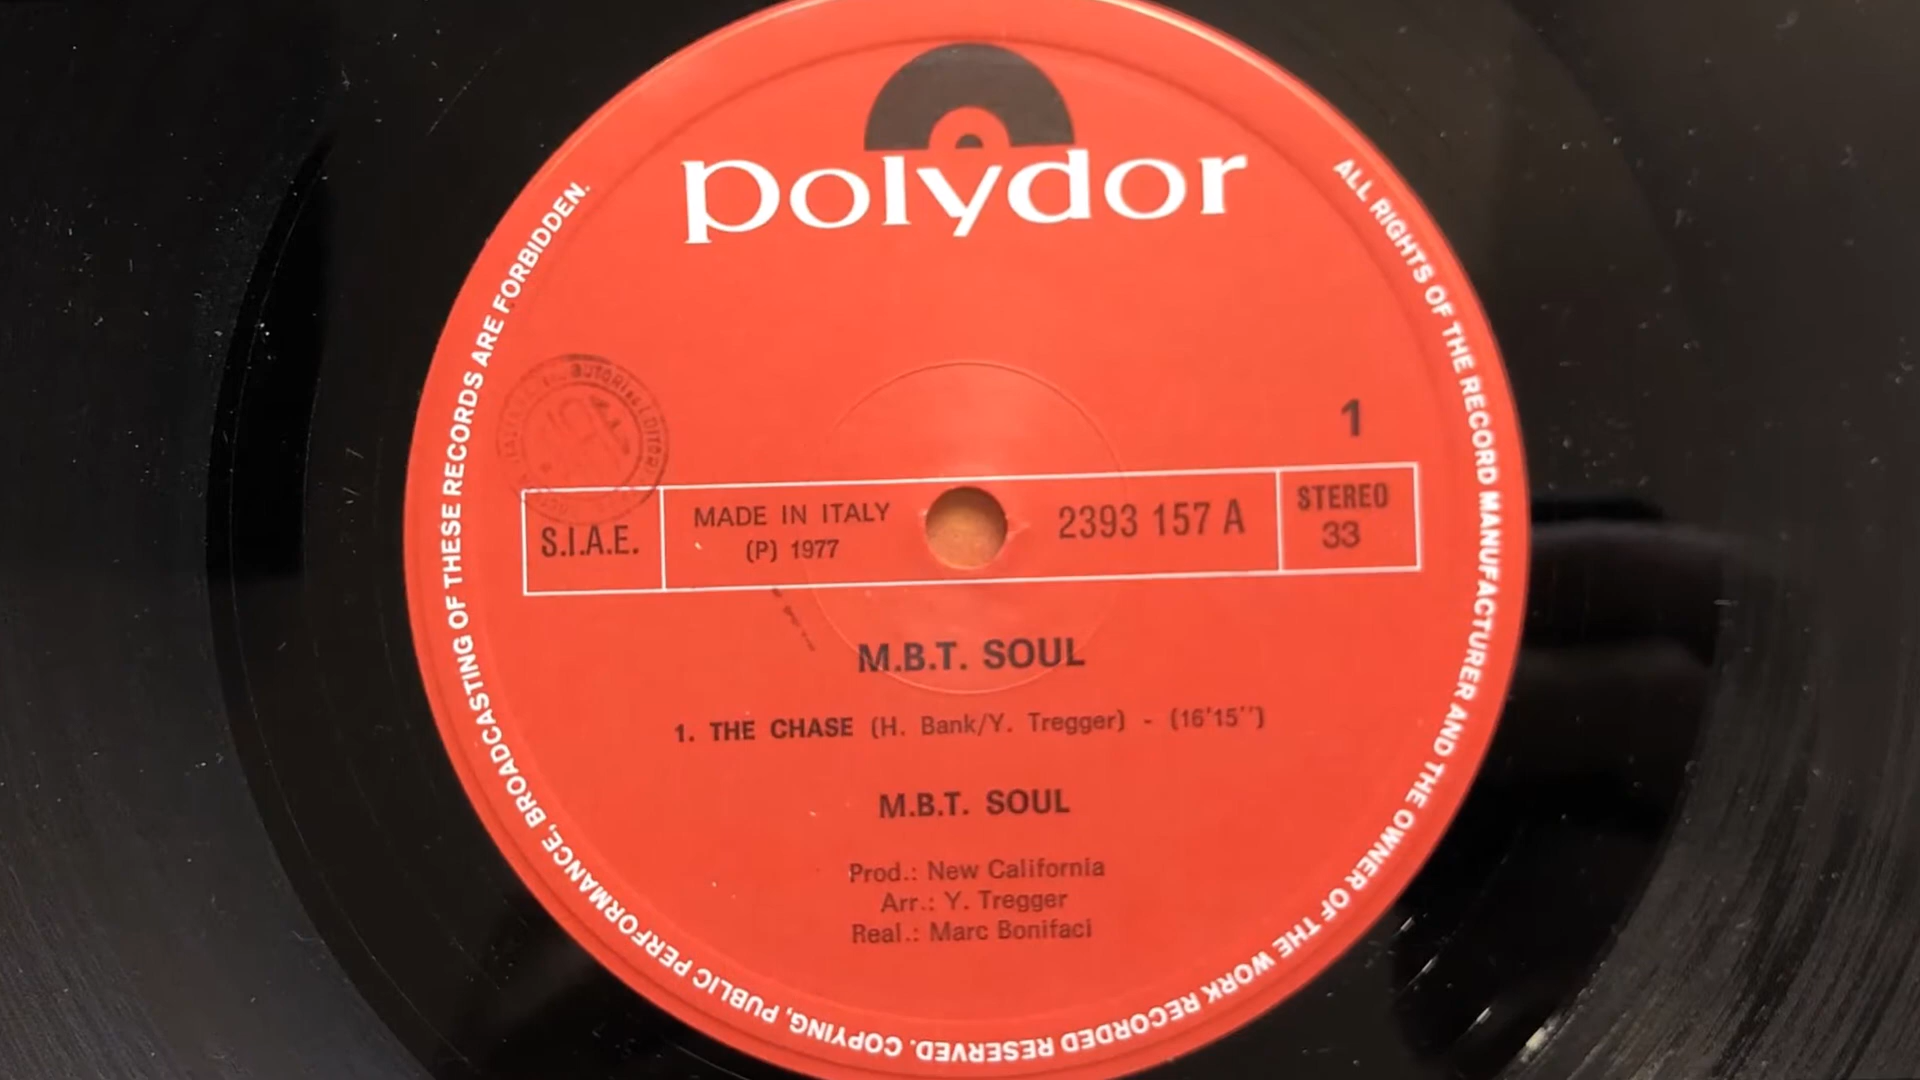 polydor
ALL RIGHTS OF THE RECORD MANUFACTURER AND THE OWNER OF THE WORK RECORDED RESERVED. COPYING, PUBLIC PERFORMANCE, BROADCASTING OF THESE RECORDS ARE FORBIDDEN.
1
S.I.A.E.
MADE IN ITALY
(P) 1977
2393 157 A
STEREO
33
M.B.T. SOUL
1. THE CHASE (H. Bank/Y. Tregger) - (16'15'')
M.B.T. SOUL
Prod.: New California
Arr.: Y. Tregger
Real.: Marc Bonifaci